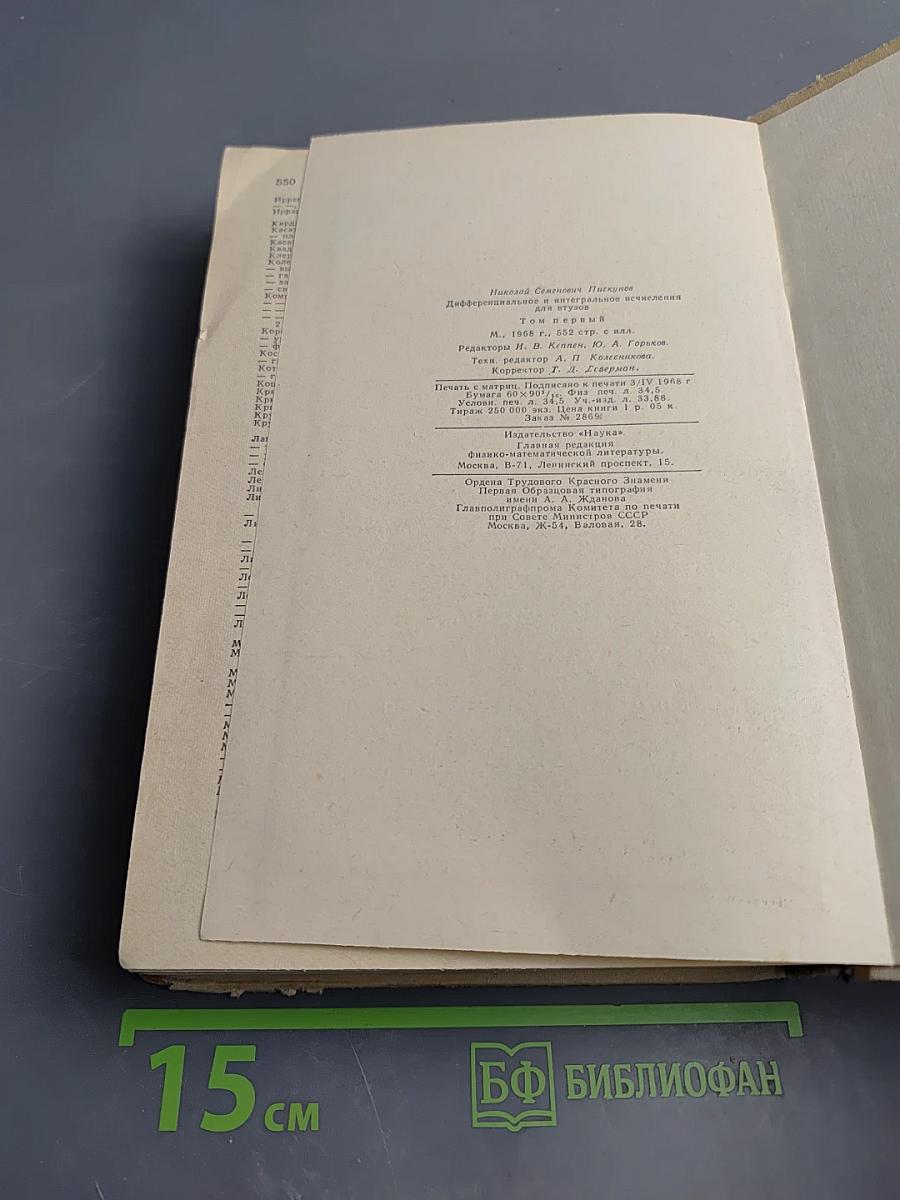 550
Николай Семенович Пискунов
Дифференциальное и интегральное исчисления
для втузов
Том первый
М., 1968 г., 552 стр. с илл.
Редакторы И. В. Кеппен, Ю. А. Горьков.
Техн. редактор А. П Колесникова.
Корректор Т. Д.
Печать с матриц. Подписано к печати 3/IV 1968 г
Бумага 60×90¹/₁₆. Физ печ. л. 34,5
Условн. печ. л. 34,5 Уч.-изд. л. 33,88.
Тираж 250 000 экз. Цена книги 1 р. 05 к.
Заказ № 2869
Издательство «Наука».
Главная редакция
физико-математической литературы.
Москва, В-71, Ленинский проспект, 15.
Ордена Трудового Красного Знамени
Первая Образцовая типография
имени А. А. Жданова
Главполиграфпрома Комитета по печати
при Совете Министров СССР
Москва, Ж-54, Валовая, 28.
15 см
БФ БИБЛИОФАН